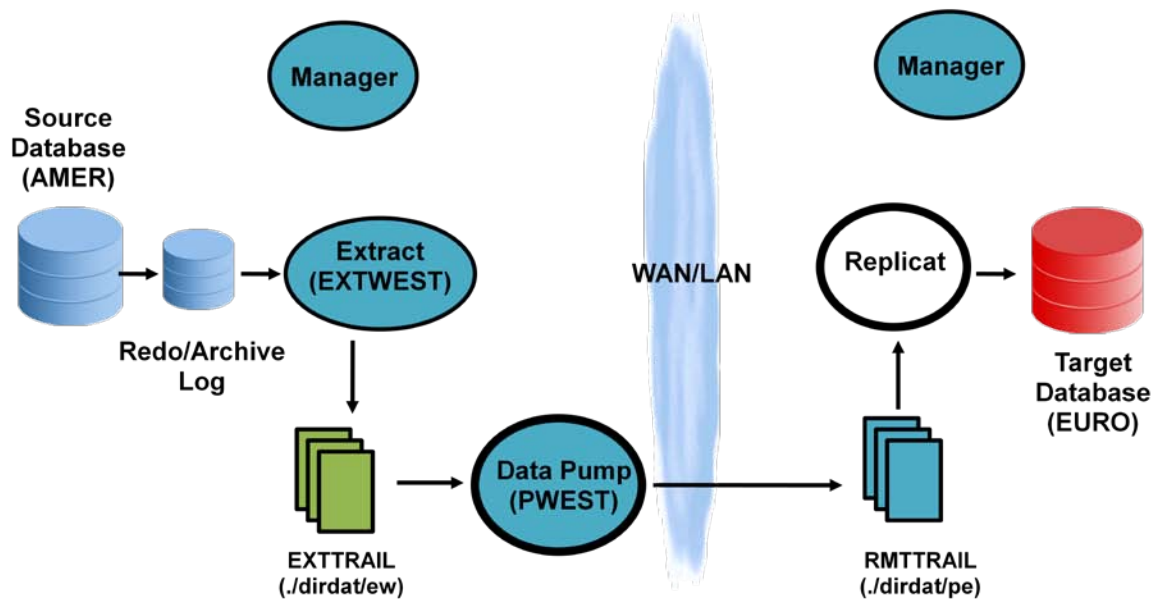 Manager
Manager
Source
Database
(AMER)
Extract
(EXTWEST)
WAN/LAN
Replicat
Redo/Archive
Log
Target
Database
(EURO)
Data Pump
(PWEST)
EXTTRAIL
(./dirdat/ew)
RMTTRAIL
(./dirdat/pe)